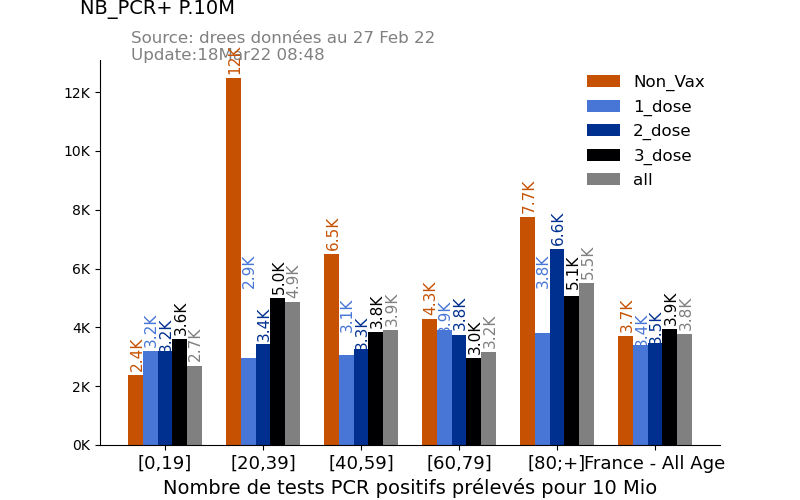 NB_PCR+ P.10M
Source: drees données au 27 Feb 22
Update:18Mar22 08:48
12K
10K
8K
6K
4K
2K
0K
Non_Vax
1_dose
2_dose
3_dose
all
2.4K 3.2K 3.2K 3.6K 2.7K
12K 2.9K 3.4K 5.0K 4.9K
6.5K 3.1K 3.3K 3.8K 3.9K
4.3K 3.9K 3.8K 3.0K 3.2K
7.7K 3.8K 6.6K 5.1K 5.5K
3.7K 3.4K 3.5K 3.9K 3.8K
[0,19] [20,39] [40,59] [60,79] [80;+] France - All Age
Nombre de tests PCR positifs prélevés pour 10 Mio